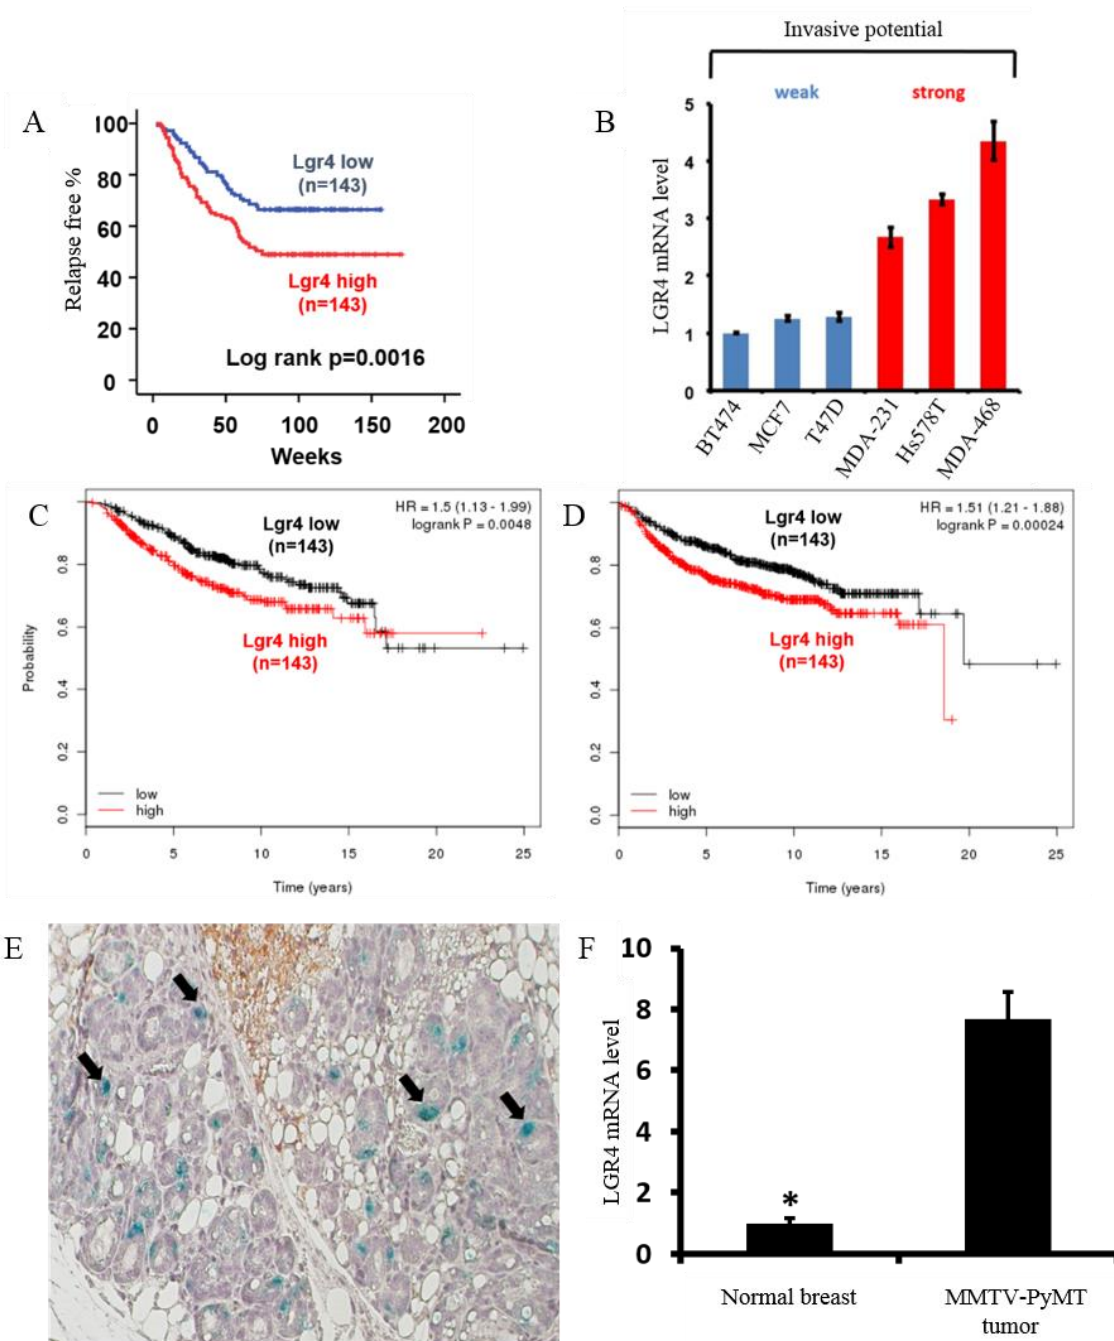 A
Relapse free %
100
80
60
40
20
0
Lgr4 low
(n=143)
Lgr4 high
(n=143)
Log rank p=0.0016
0 50 100 150 200
Weeks
B
Invasive potential
weak strong
LGR4 mRNA level
5
4
3
2
1
0
BT474 MCF7 T47D MDA-231 Hs578T MDA-468
C
HR = 1.5 (1.13 - 1.99)
logrank P = 0.0048
Lgr4 low
(n=143)
Lgr4 high
(n=143)
Probability
0.8
0.6
0.4
0.2
0.0
low
high
0 5 10 15 20 25
Time (years)
D
HR = 1.51 (1.21 - 1.88)
logrank P = 0.00024
Lgr4 low
(n=143)
Lgr4 high
(n=143)
0.8
0.6
0.4
0.2
0.0
low
high
0 5 10 15 20 25
Time (years)
E
F
LGR4 mRNA level
10
8
6
4
2
0
*
Normal breast MMTV-PyMT
tumor